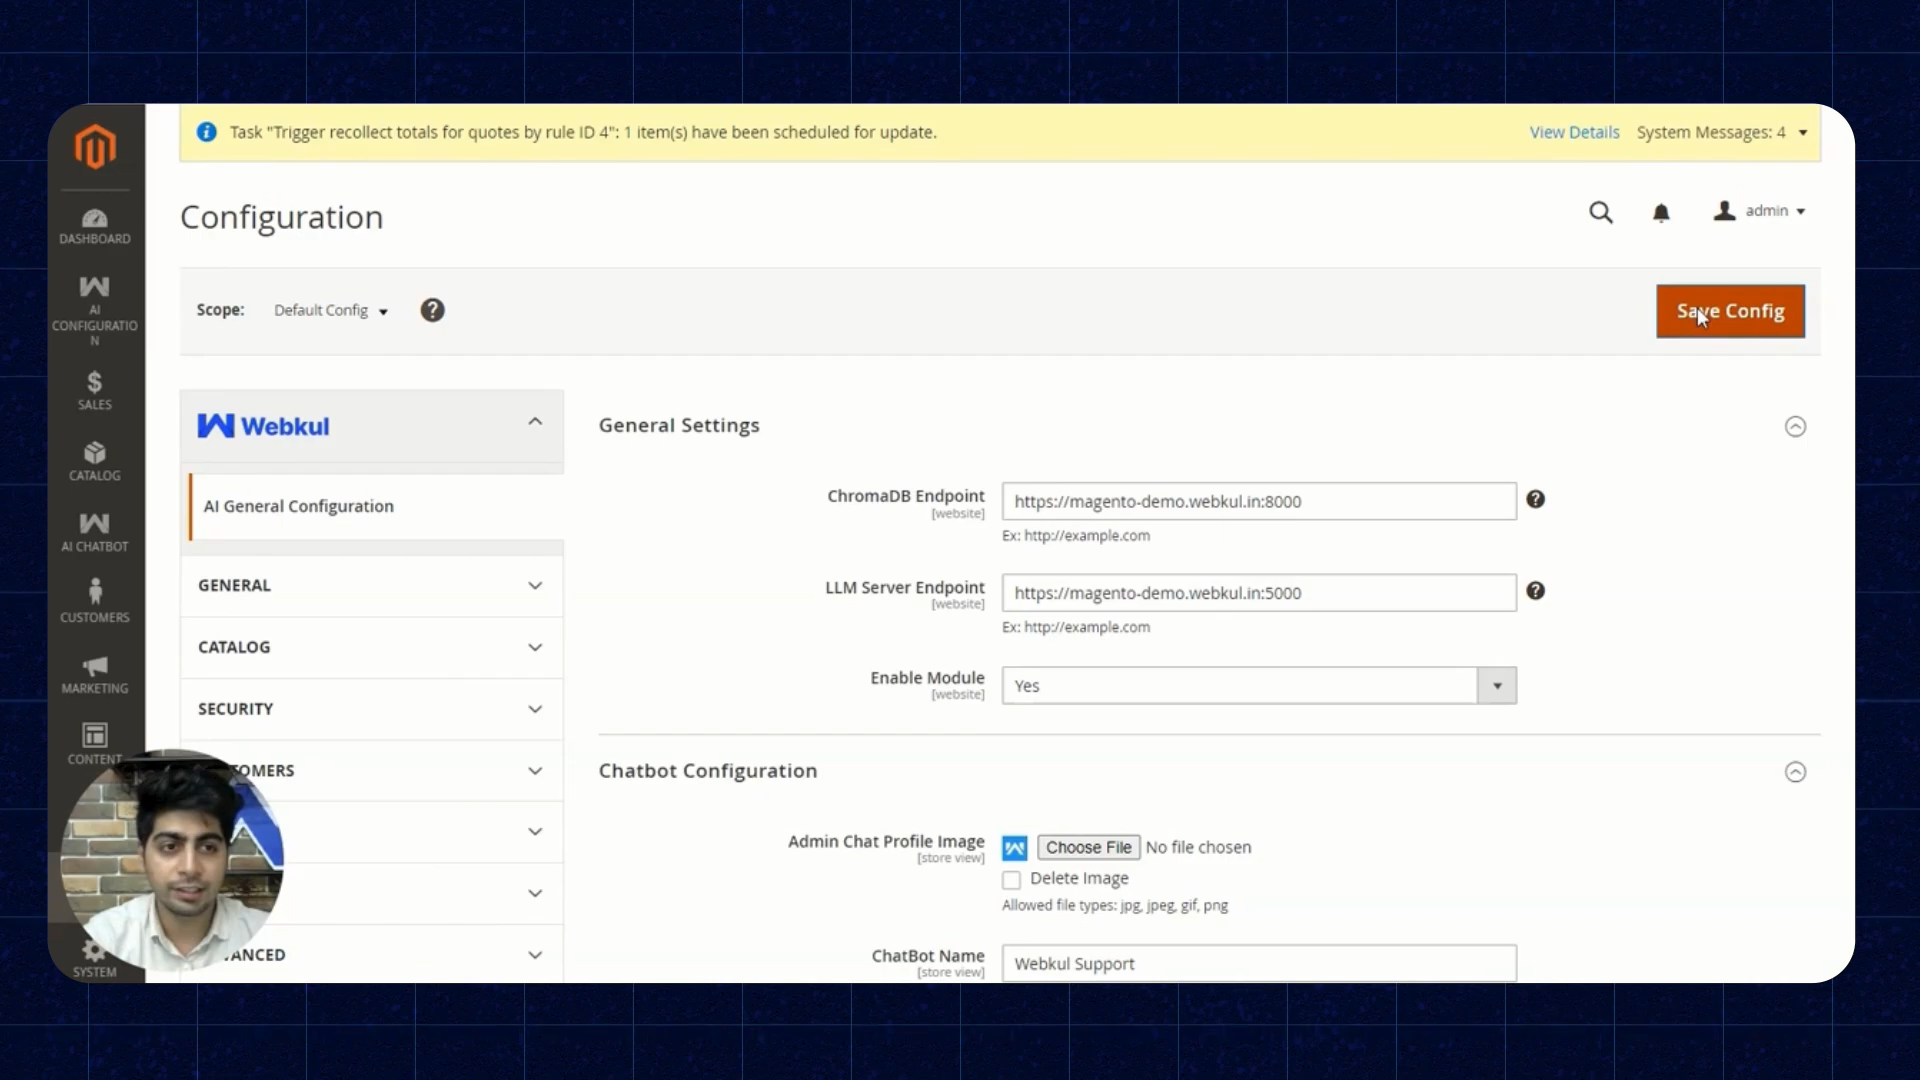 Task "Trigger recollect totals for quotes by rule ID 4": 1 item(s) have been scheduled for update.
View Details
System Messages: 4
Configuration
admin
Scope:
Default Config
?
Save Config
DASHBOARD
AI
CONFIGURATIO
N
SALES
CATALOG
AI CHATBOT
CUSTOMERS
MARKETING
CONTENT
SYSTEM
Webkul
AI General Configuration
GENERAL
CATALOG
SECURITY
TOMERS
VANCED
General Settings
ChromaDB Endpoint
[website]
https://magento-demo.webkul.in:8000
?
Ex: http://example.com
LLM Server Endpoint
[website]
https://magento-demo.webkul.in:5000
?
Ex: http://example.com
Enable Module
[website]
Yes
Chatbot Configuration
Admin Chat Profile Image
[store view]
Choose File No file chosen
Delete Image
Allowed file types: jpg, jpeg, gif, png
ChatBot Name
[store view]
Webkul Support